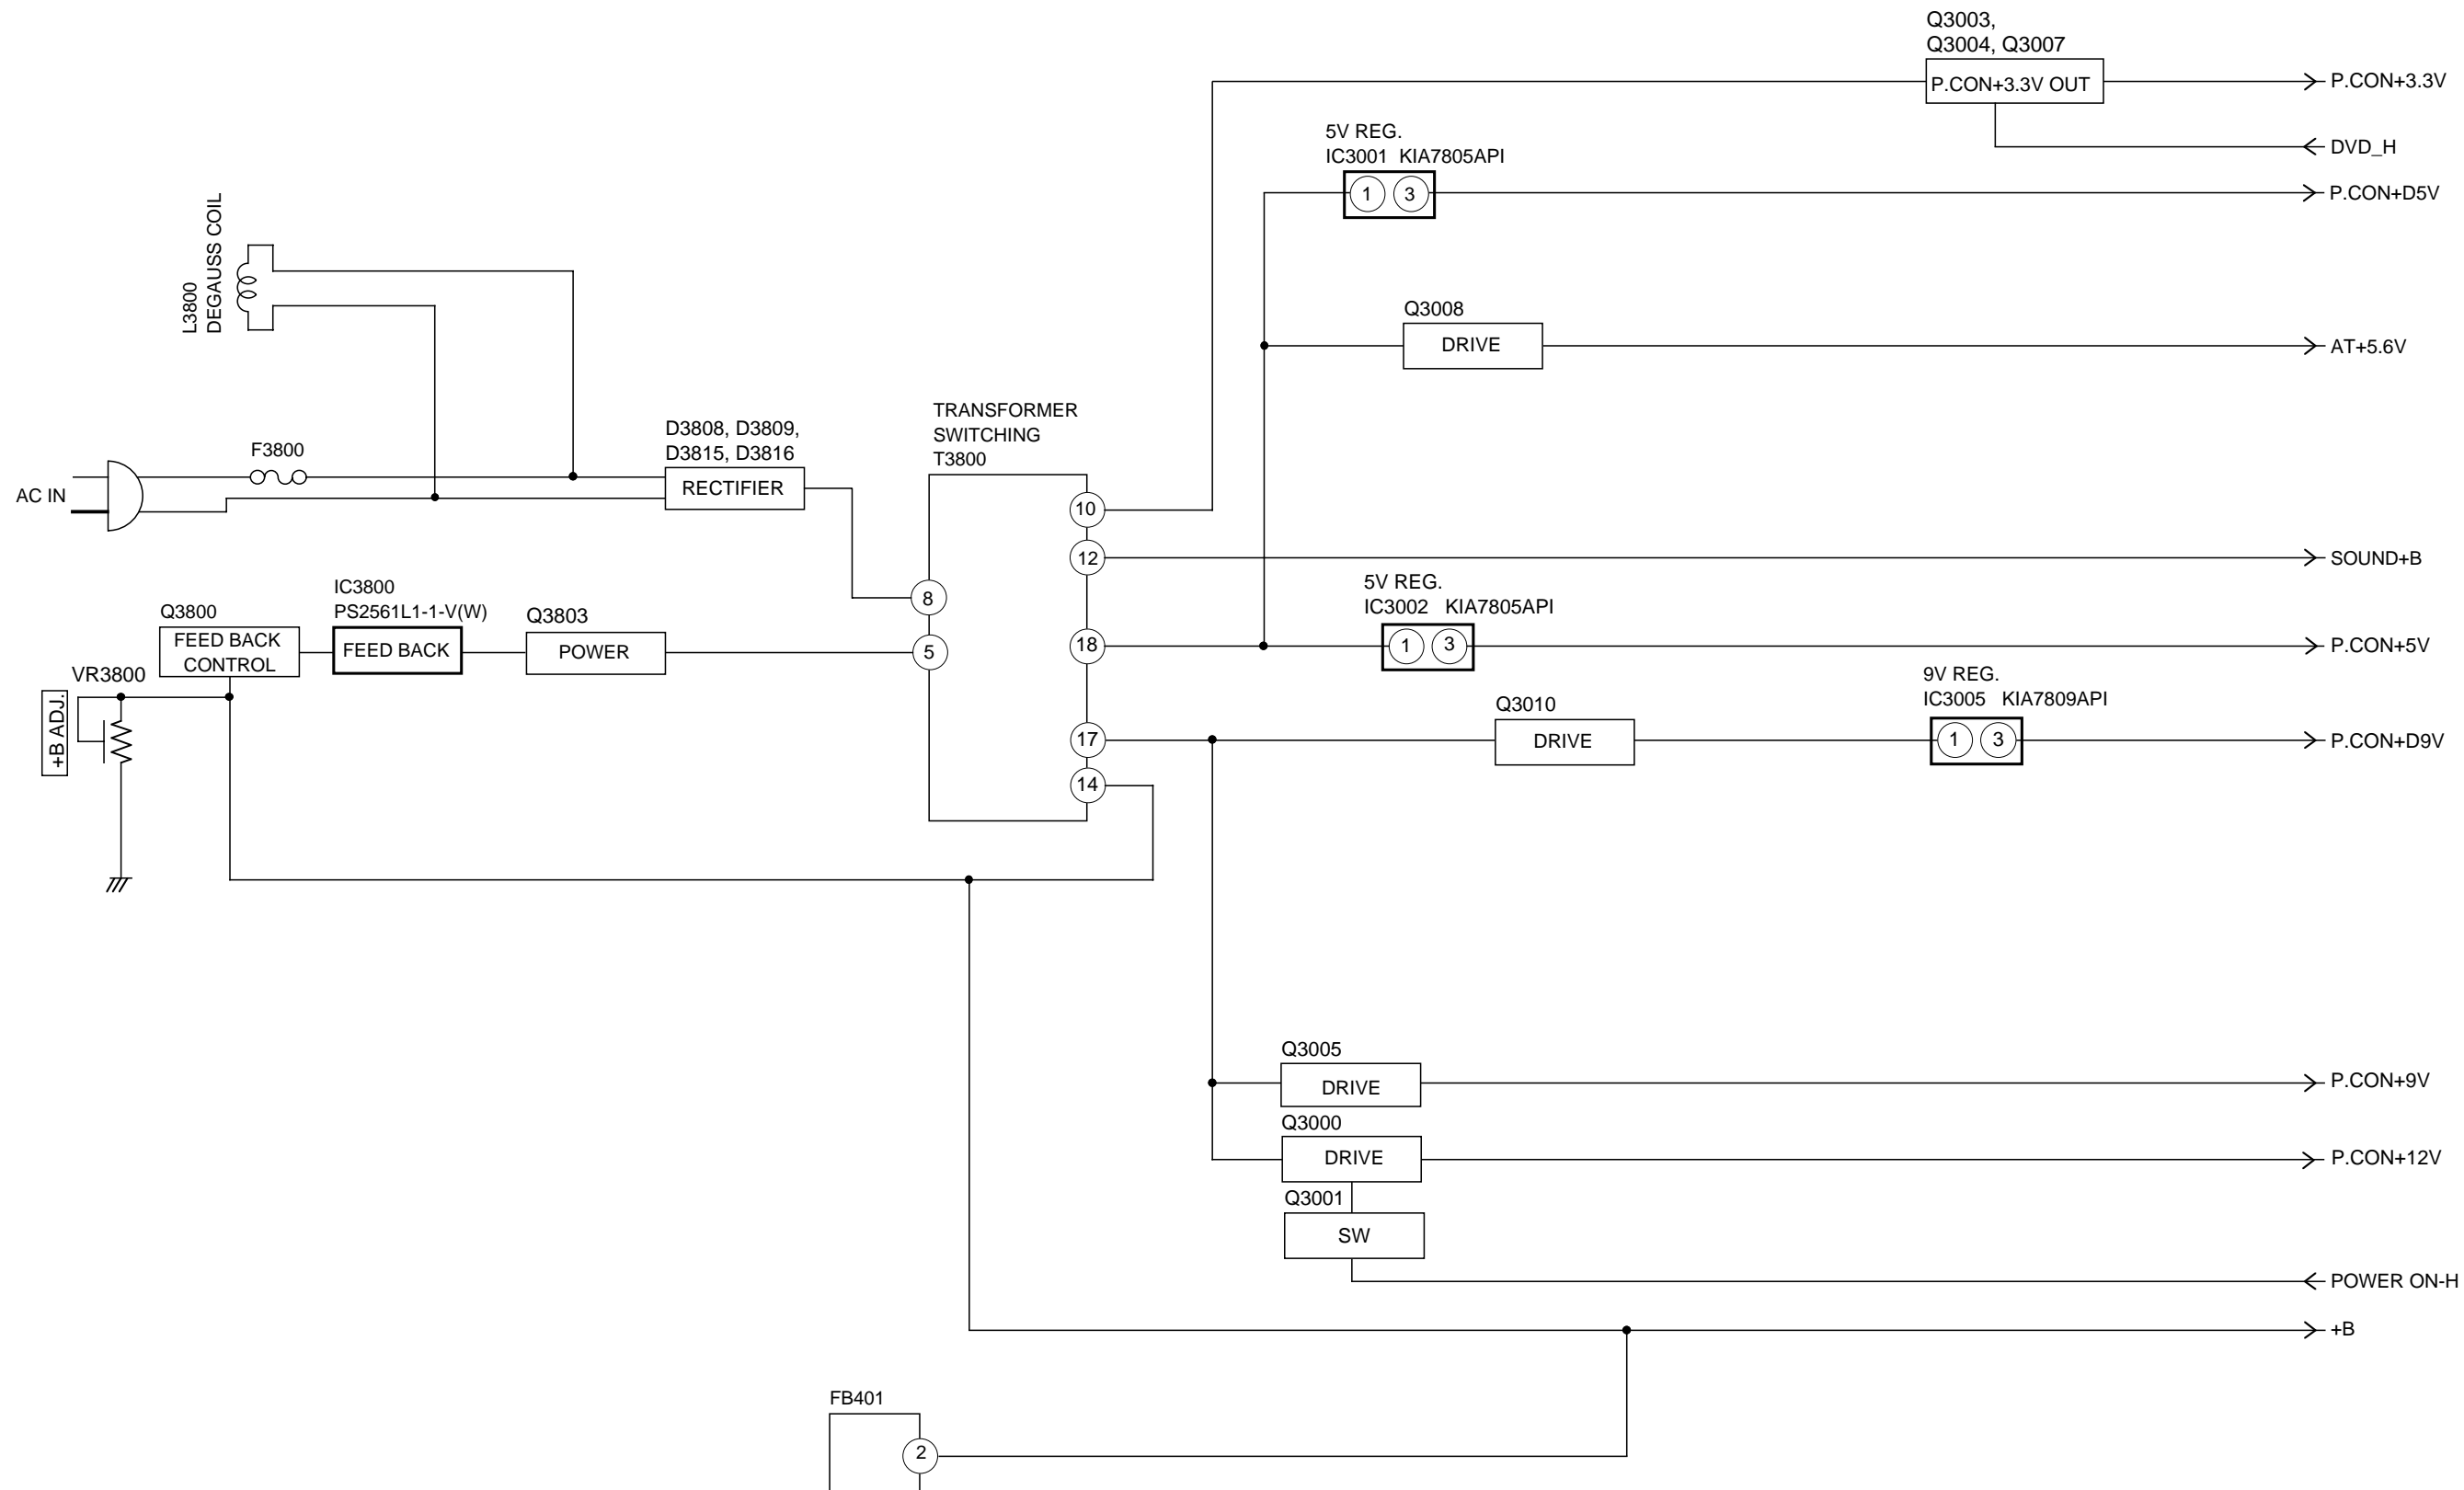 Q3003,
Q3004, Q3007
P.CON+3.3V OUT
P.CON+3.3V
DVD_H
5V REG.
IC3001 KIA7805API
1 3
P.CON+D5V
L3800
DEGAUSS COIL
Q3008
DRIVE
AT+5.6V
TRANSFORMER
SWITCHING
T3800
D3808, D3809,
D3815, D3816
RECTIFIER
F3800
AC IN
10
12
SOUND+B
8
5V REG.
IC3002 KIA7805API
1 3
P.CON+5V
18
IC3800
PS2561L1-1-V(W)
Q3800
FEED BACK
CONTROL
FEED BACK
Q3803
POWER
5
VR3800
+B ADJ.
9V REG.
IC3005 KIA7809API
Q3010
DRIVE
1 3
P.CON+D9V
17
14
Q3005
DRIVE
P.CON+9V
Q3000
DRIVE
P.CON+12V
Q3001
SW
POWER ON-H
+B
FB401
2